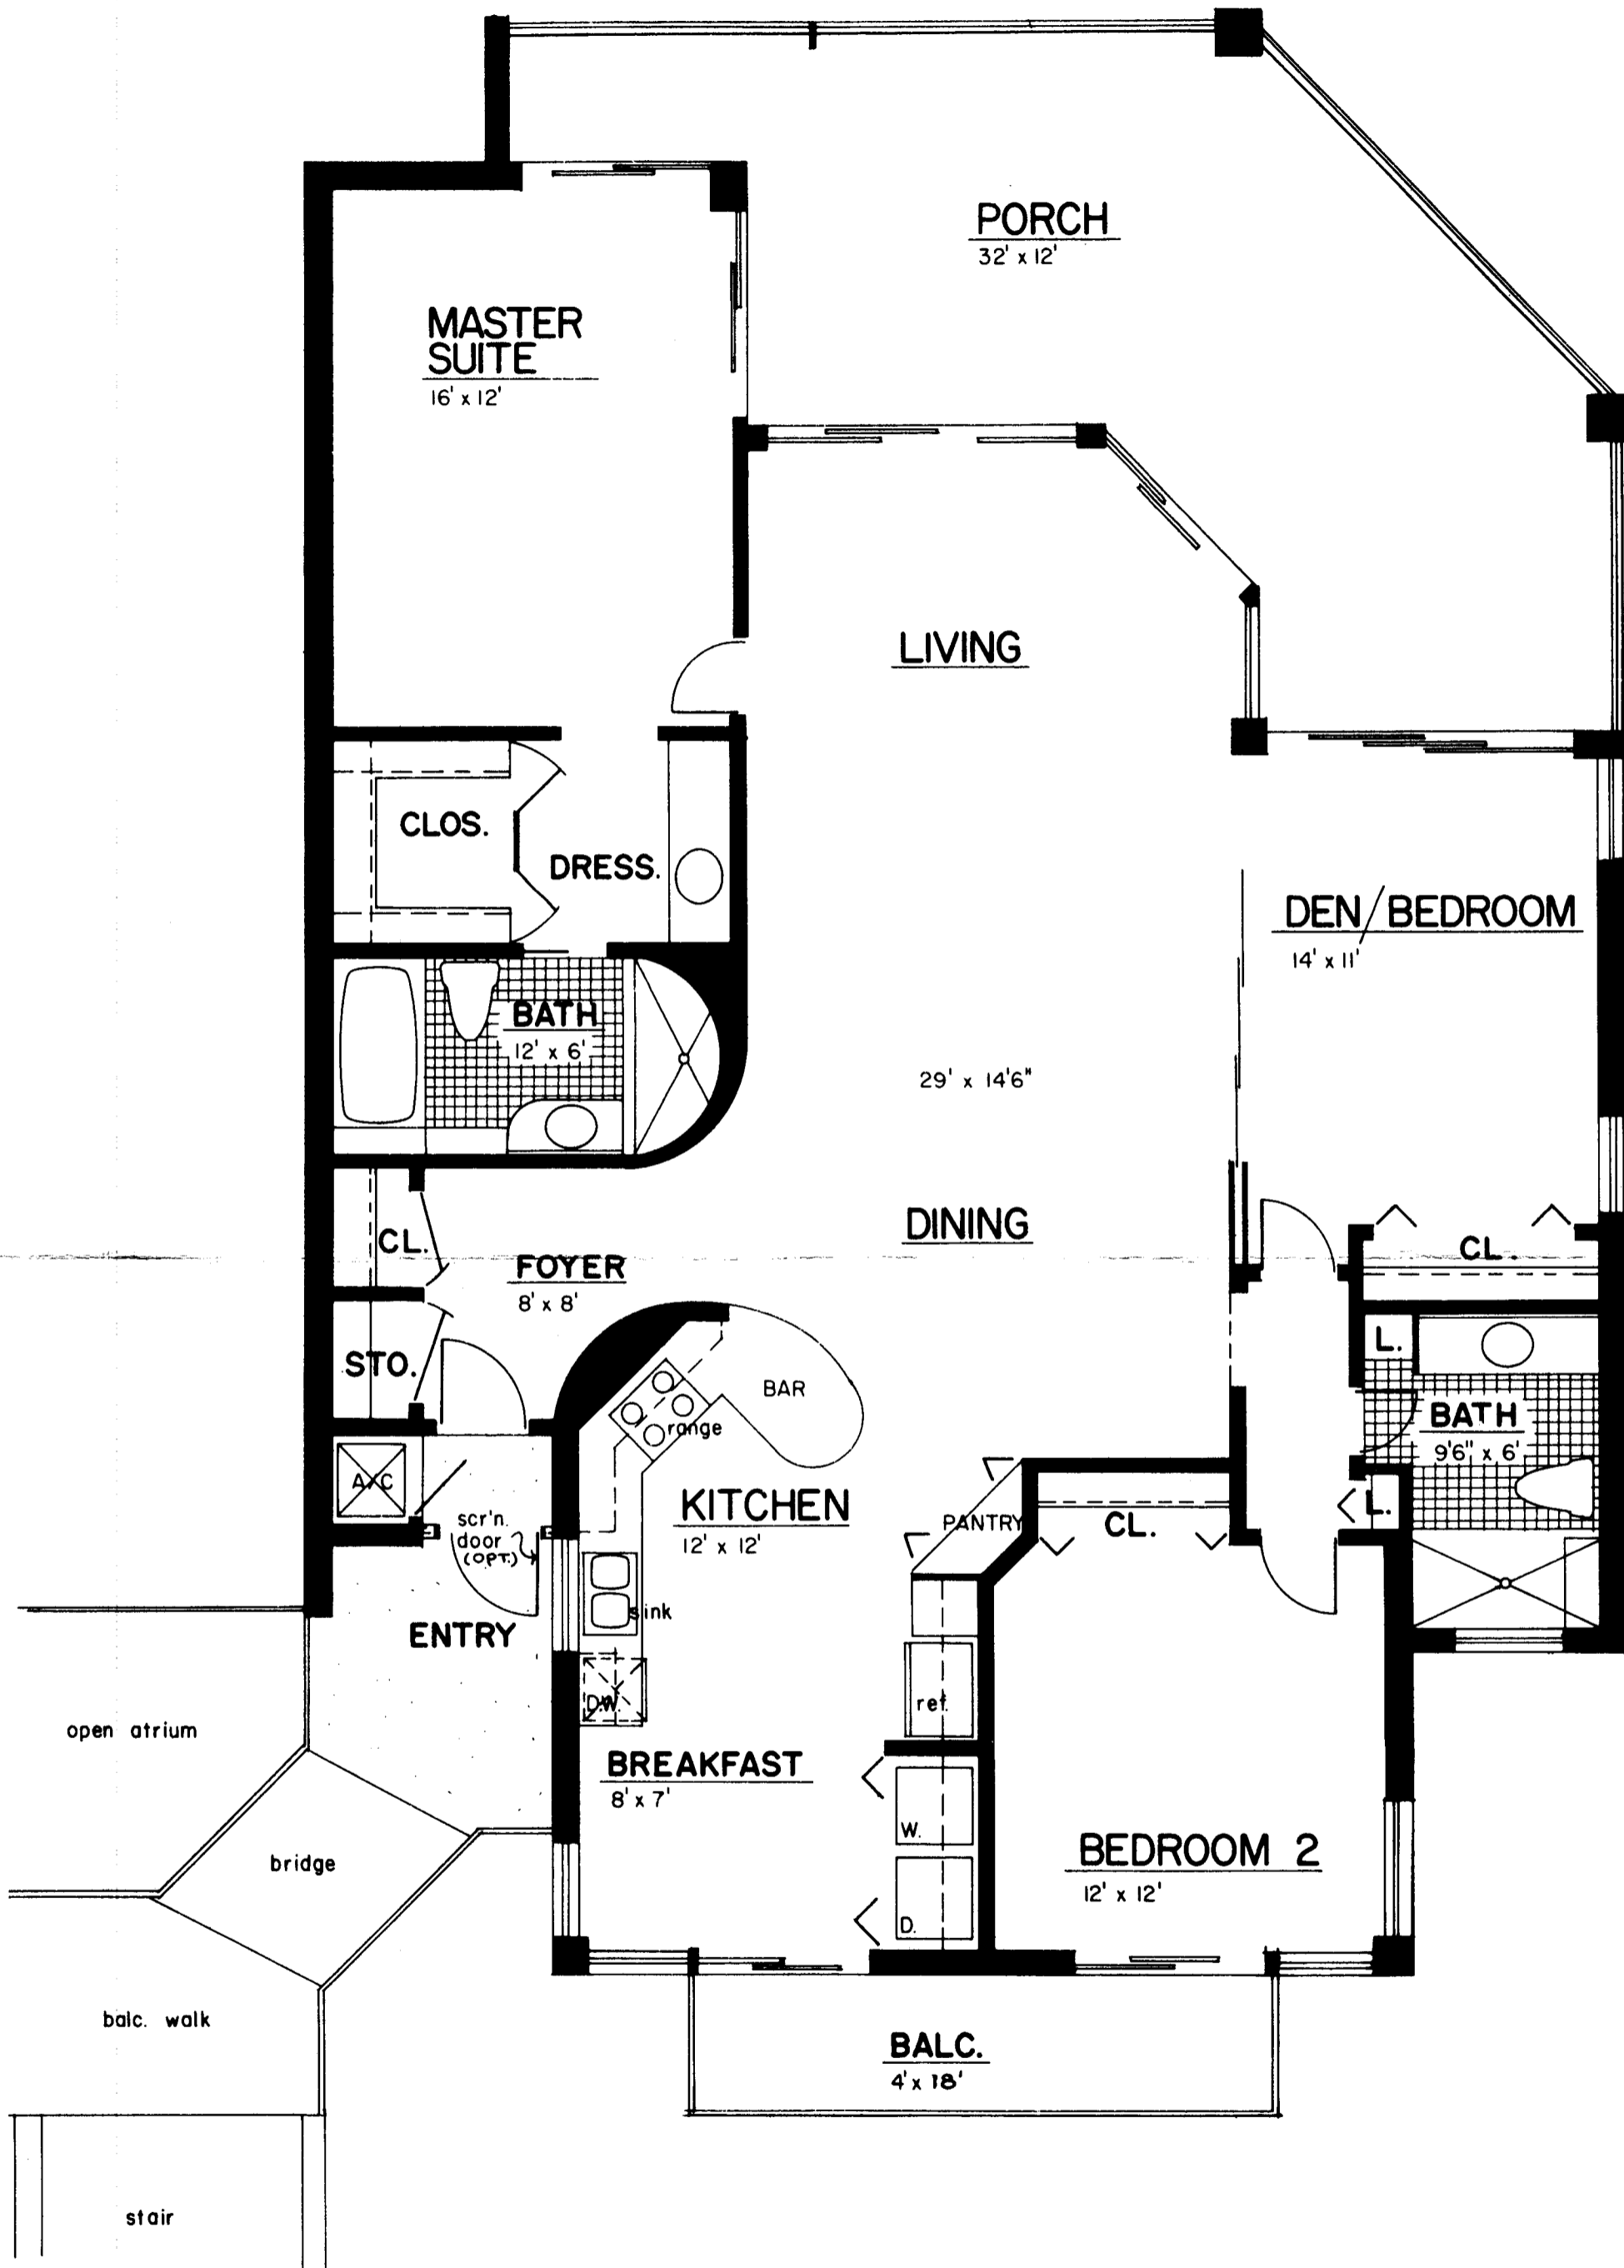 PORCH
32' x 12'
MASTER
SUITE
16' x 12'
LIVING
CLOS.
DRESS.
DEN/BEDROOM
14' x 11'
BATH
12' x 6'
29' x 14'6"
DINING
CL.
FOYER
8' x 8'
CL.
STO.
L.
BAR
range
BATH
9'6" x 6'
A/C
scr'n.
door
(OPT.)
KITCHEN
12' x 12'
PANTRY
CL.
L.
sink
ENTRY
D.W.
ref.
open atrium
BREAKFAST
8' x 7'
W.
BEDROOM 2
12' x 12'
bridge
D.
balc. walk
BALC.
4' x 18'
stair